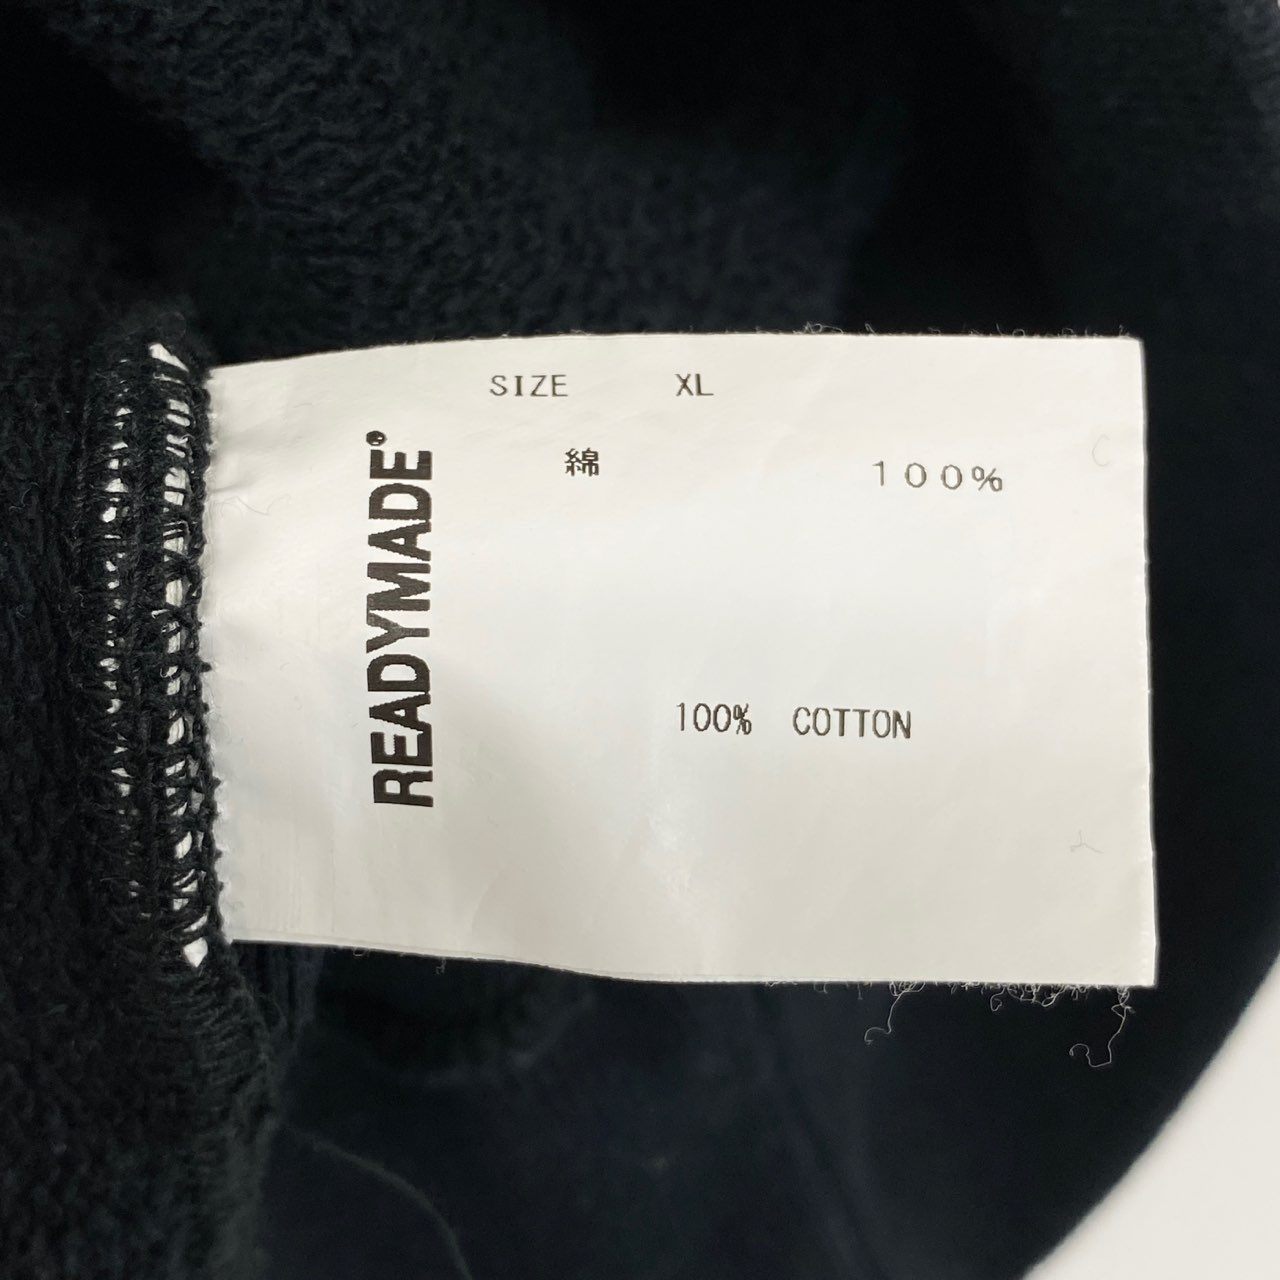 SIZE XL
綿 100%
READYMADE
100% COTTON